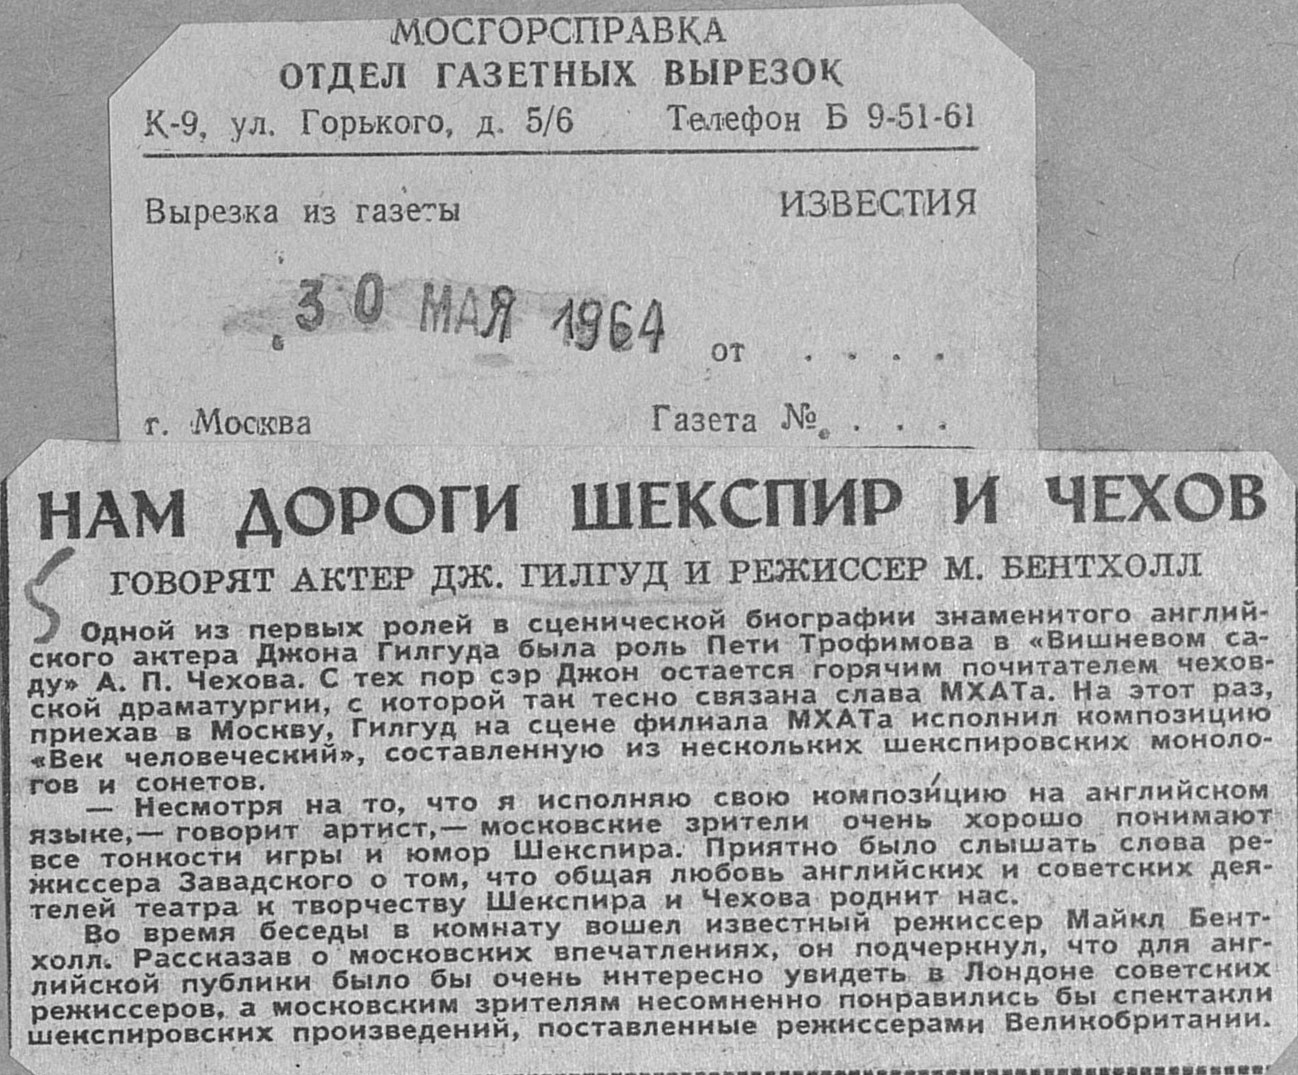 МОСГОРСПРАВКА
ОТДЕЛ ГАЗЕТНЫХ ВЫРЕЗОК
К-9, ул. Горького, д. 5/6 Телефон Б 9-51-61
Вырезка из газеты ИЗВЕСТИЯ
30 МАЯ 1964 от . . . .
г. Москва Газета № . . . .
НАМ ДОРОГИ ШЕКСПИР И ЧЕХОВ
ГОВОРЯТ АКТЕР ДЖ. ГИЛГУД И РЕЖИССЕР М. БЕНТХОЛЛ
Одной из первых ролей в сценической биографии знаменитого англий-
ского актера Джона Гилгуда была роль Пети Трофимова в «Вишневом са-
ду» А. П. Чехова. С тех пор сэр Джон остается горячим почитателем чехов-
ской драматургии, с которой так тесно связана слава МХАТа. На этот раз,
приехав в Москву, Гилгуд на сцене филиала МХАТа исполнил композицию
«Век человеческий», составленную из нескольких шекспировских моноло-
гов и сонетов.
— Несмотря на то, что я исполняю свою композицию на английском
языке,— говорит артист,— московские зрители очень хорошо понимают
все тонкости игры и юмор Шекспира. Приятно было слышать слова ре-
жиссера Завадского о том, что общая любовь английских и советских дея-
телей театра к творчеству Шекспира и Чехова роднит нас.
Во время беседы в комнату вошел известный режиссер Майкл Бент-
холл. Рассказав о московских впечатлениях, он подчеркнул, что для анг-
лийской публики было бы очень интересно увидеть в Лондоне советских
режиссеров, а московским зрителям несомненно понравились бы спектакли
шекспировских произведений, поставленные режиссерами Великобритании.